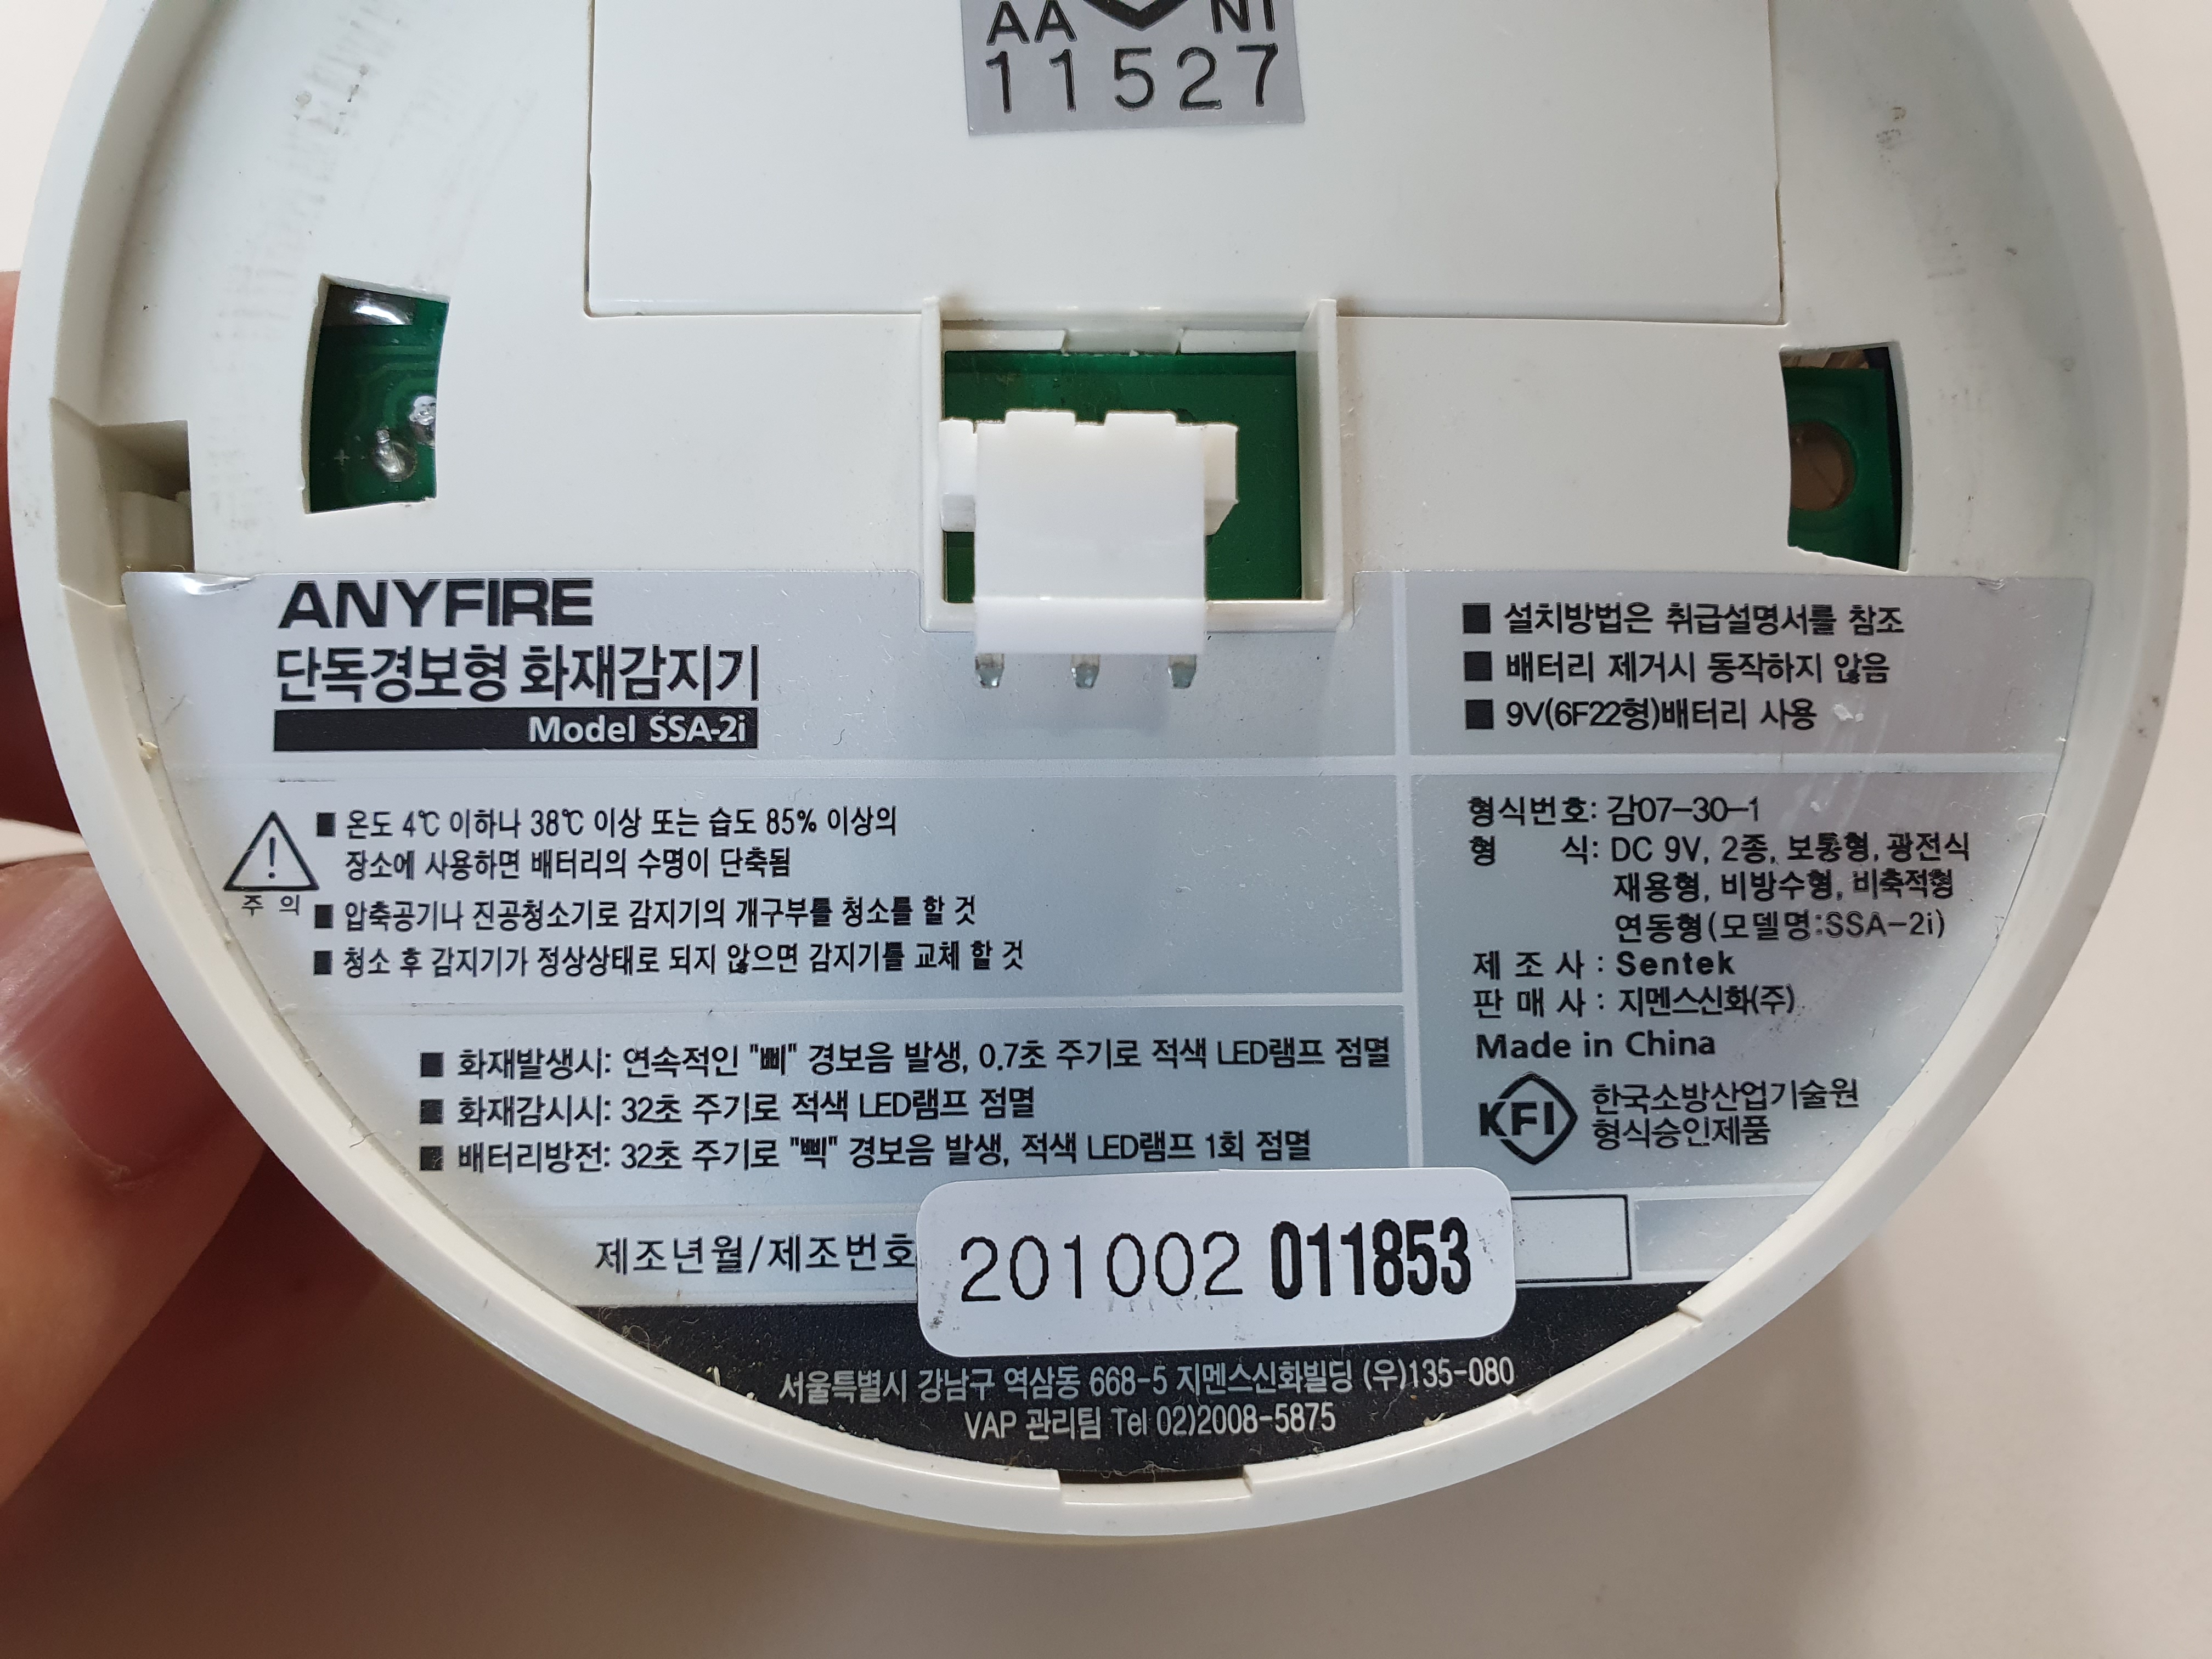 AA NI
11527
ANYFIRE
단독경보형 화재감지기
Model SSA-2i
■ 설치방법은 취급설명서를 참조
■ 배터리 제거시 동작하지 않음
■ 9V(6F22형)배터리 사용
주 의
■ 온도 4℃ 이하나 38℃ 이상 또는 습도 85% 이상의
장소에 사용하면 배터리의 수명이 단축됨
■ 압축공기나 진공청소기로 감지기의 개구부를 청소를 할 것
■ 청소 후 감지기가 정상상태로 되지 않으면 감지기를 교체 할 것
형식번호: 감07-30-1
형 식: DC 9V, 2종, 보통형, 광전식
재용형, 비방수형, 비축적형
연동형(모델명:SSA-2i)
제 조 사 : Sentek
판 매 사 : 지멘스신화(주)
Made in China
KFI 한국소방산업기술원
형식승인제품
■ 화재발생시: 연속적인 "삐" 경보음 발생, 0.7초 주기로 적색 LED램프 점멸
■ 화재감시시: 32초 주기로 적색 LED램프 점멸
■ 배터리방전: 32초 주기로 "삑" 경보음 발생, 적색 LED램프 1회 점멸
제조년월/제조번호
201002 011853
서울특별시 강남구 역삼동 668-5 지멘스신화빌딩 (우)135-080
VAP 관리팀 Tel 02)2008-5875